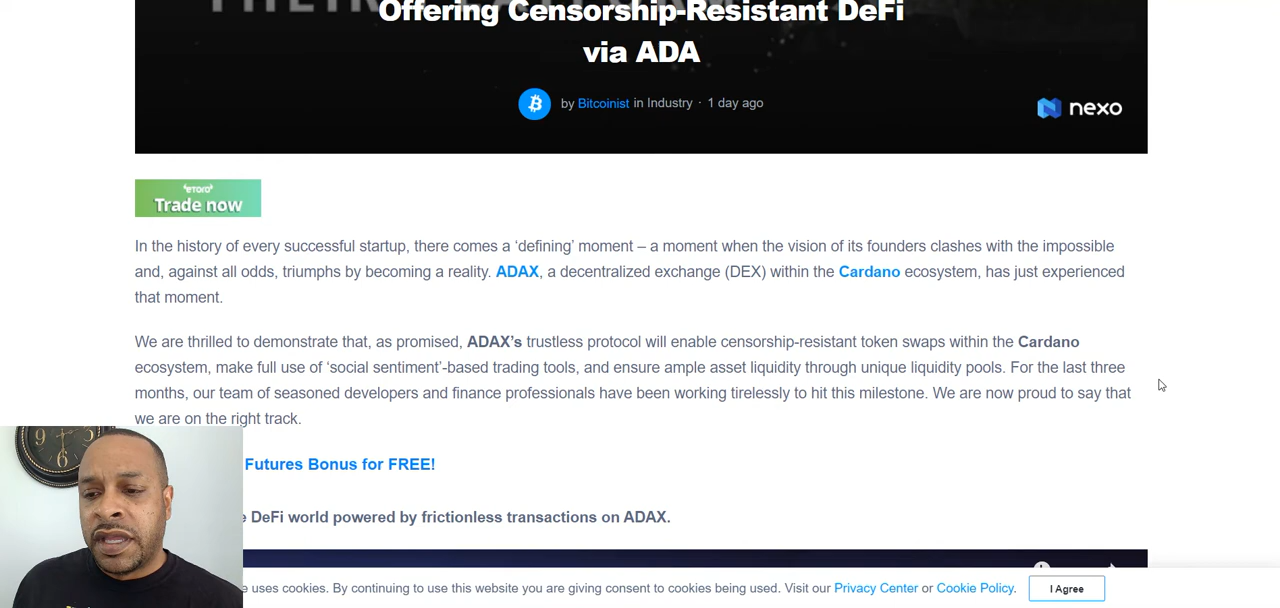 Offering Censorship-Resistant DeFi
via ADA
by Bitcoinist in Industry · 1 day ago
nexo
eToro
Trade now
In the history of every successful startup, there comes a ‘defining’ moment – a moment when the vision of its founders clashes with the impossible
and, against all odds, triumphs by becoming a reality. ADAX, a decentralized exchange (DEX) within the Cardano ecosystem, has just experienced
that moment.
We are thrilled to demonstrate that, as promised, ADAX’s trustless protocol will enable censorship-resistant token swaps within the Cardano
ecosystem, make full use of ‘social sentiment’-based trading tools, and ensure ample asset liquidity through unique liquidity pools. For the last three
months, our team of seasoned developers and finance professionals have been working tirelessly to hit this milestone. We are now proud to say that
we are on the right track.
Futures Bonus for FREE!
DeFi world powered by frictionless transactions on ADAX.
uses cookies. By continuing to use this website you are giving consent to cookies being used. Visit our Privacy Center or Cookie Policy.
I Agree